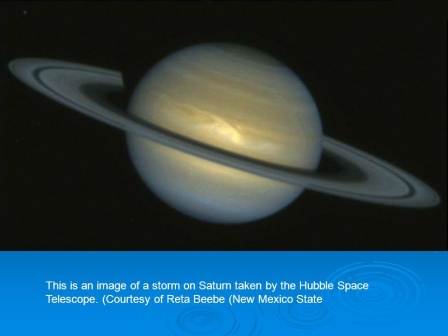 This is an image of a storm on Saturn taken by the Hubble Space
Telescope. (Courtesy of Reta Beebe (New Mexico State